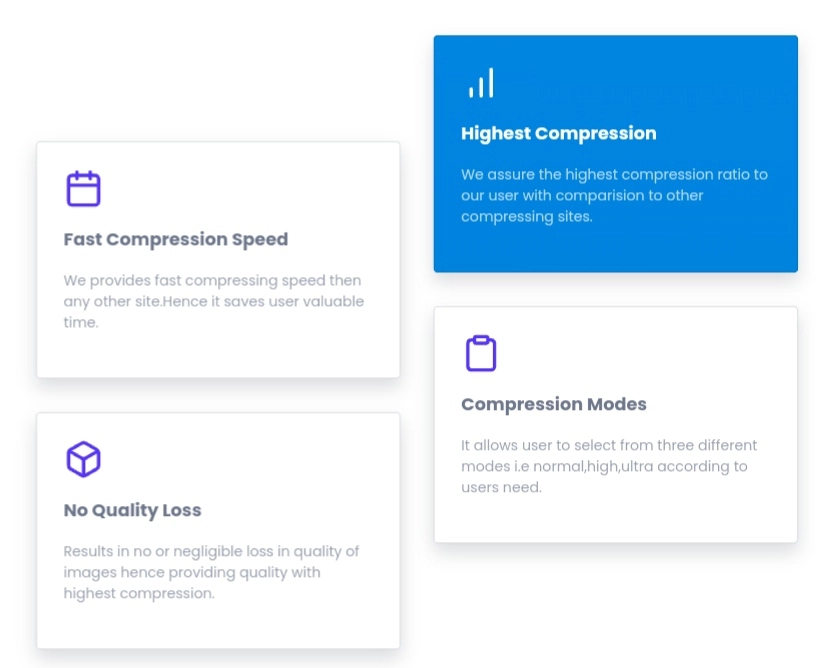 Fast Compression Speed
We provides fast compressing speed then
any other site.Hence it saves user valuable
time.
No Quality Loss
Results in no or negligible loss in quality of
images hence providing quality with
highest compression.
Highest Compression
We assure the highest compression ratio to
our user with comparision to other
compressing sites.
Compression Modes
It allows user to select from three different
modes i.e normal,high,ultra according to
users need.